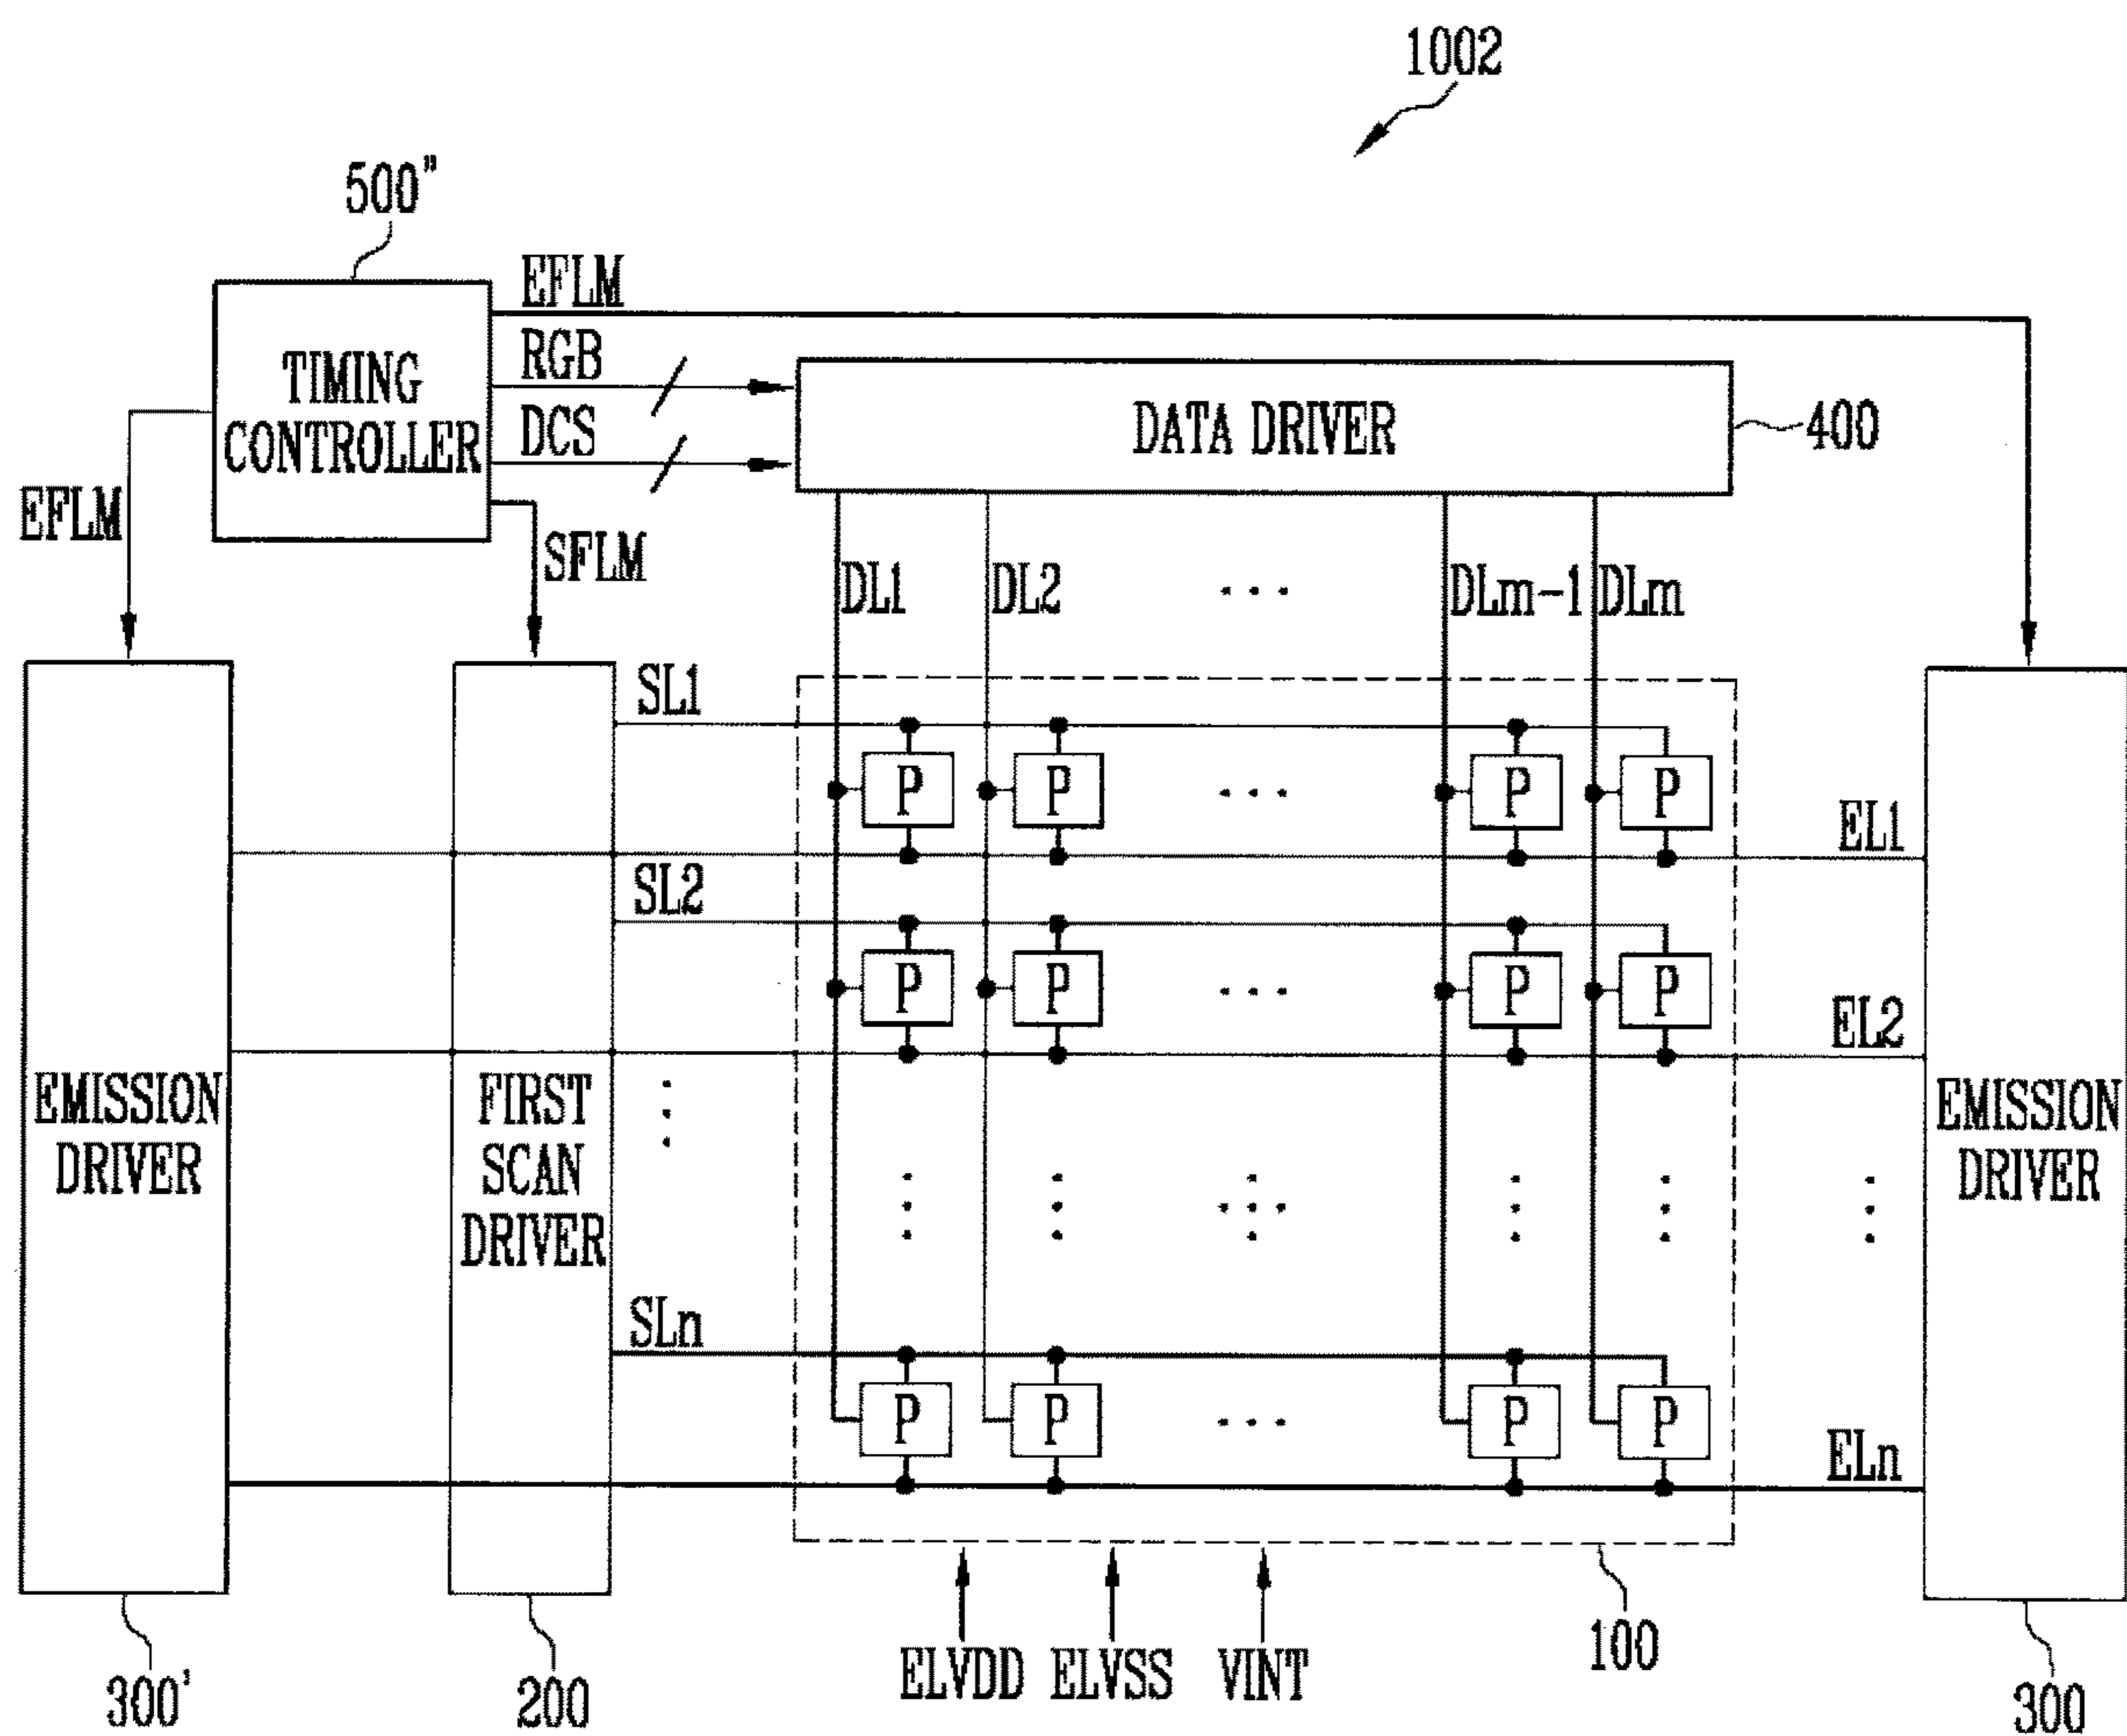 1002
500"
EFLM
RGB
DCS
TIMING
CONTROLLER
DATA DRIVER
400
EFLM
SFLM
DL1 DL2 ... DLm-1 DLm
SL1
P P ... P P
EL1
SL2
P P ... P P
EL2
EMISSION
DRIVER
FIRST
SCAN
DRIVER
EMISSION
DRIVER
SLn
P P ... P P
ELn
ELVDD ELVSS VINT
100
300'
200
300